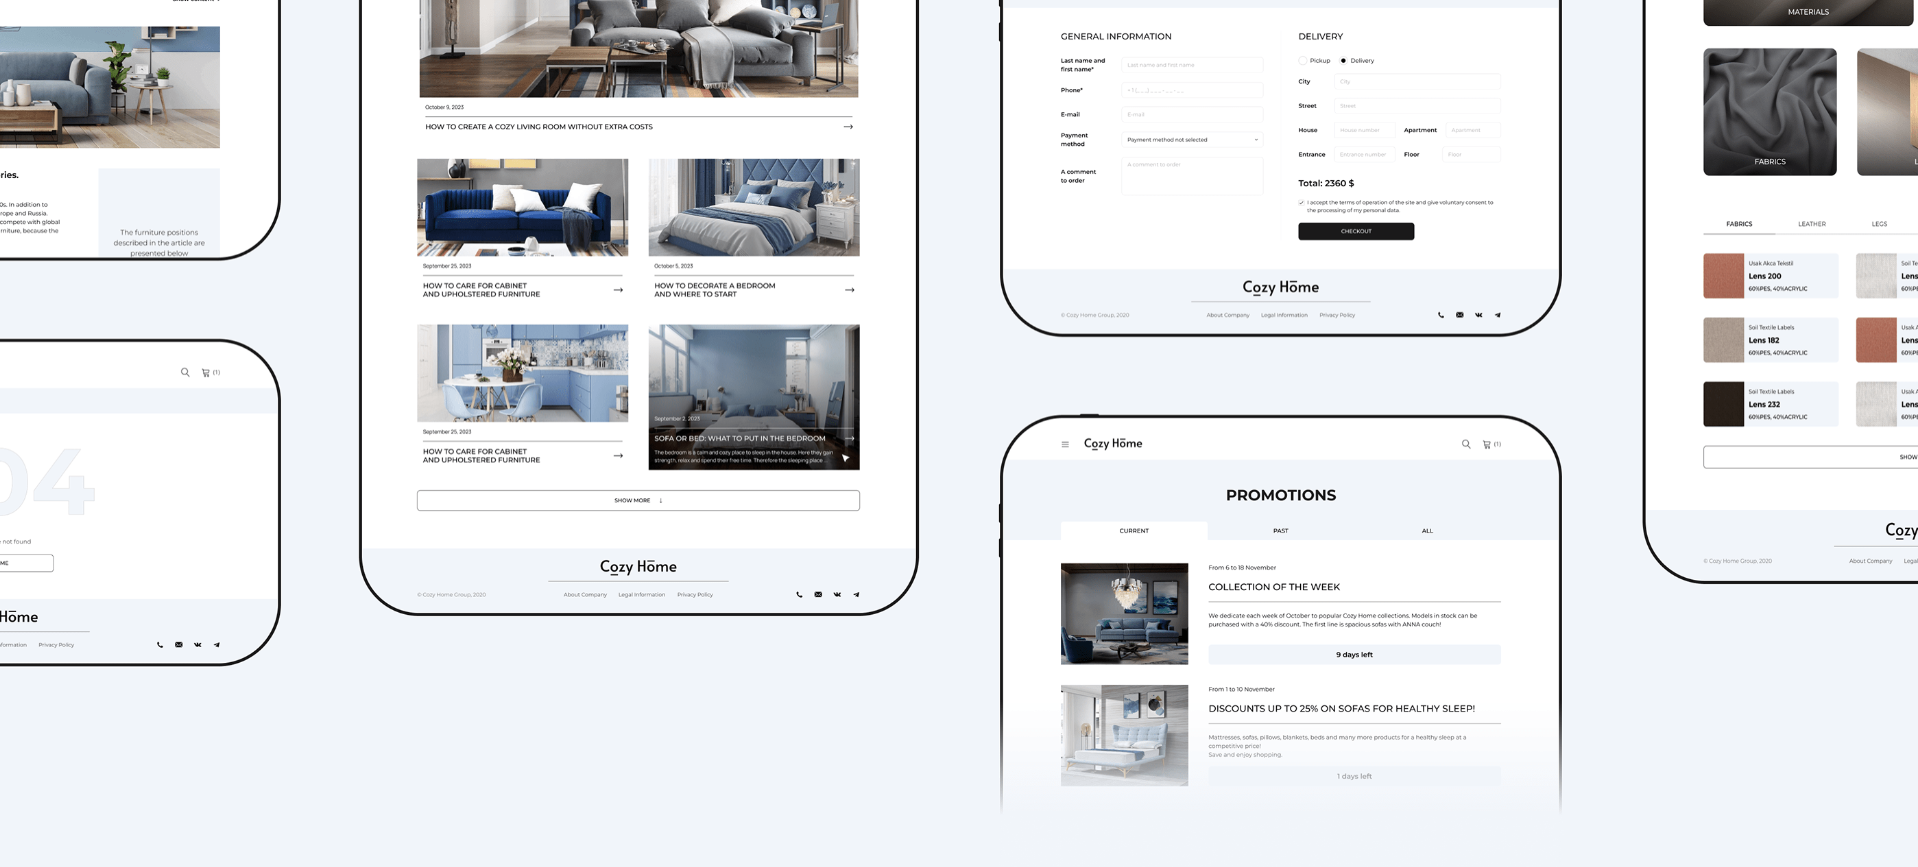 ries.
0s. In addition to
rope and Russia.
compete with global
rniture, because the
The furniture positions
described in the article are
presented below
(1)
04
not found
ME
Home
formation Privacy Policy
October 9, 2023
HOW TO CREATE A COZY LIVING ROOM WITHOUT EXTRA COSTS
September 25, 2023
HOW TO CARE FOR CABINET
AND UPHOLSTERED FURNITURE
October 5, 2023
HOW TO DECORATE A BEDROOM
AND WHERE TO START
September 25, 2023
HOW TO CARE FOR CABINET
AND UPHOLSTERED FURNITURE
September 2, 2023
SOFA OR BED: WHAT TO PUT IN THE BEDROOM
The bedroom is a calm and cozy place to sleep in the house. Here they gain
strength, relax and spend their free time. Therefore the sleeping place ...
SHOW MORE ↓
Cozy Home
© Cozy Home Group, 2020 About Company Legal Information Privacy Policy
GENERAL INFORMATION
Last name and
first name*
Last name and first name
Phone*
E-mail
E-mail
Payment
method
Payment method not selected
A comment
to order
A comment to order
DELIVERY
Pickup Delivery
City City
Street Street
House House number Apartment Apartment
Entrance Entrance number Floor Floor
Total: 2360 $
I accept the terms of operation of the site and give voluntary consent to
the processing of my personal data.
CHECKOUT
Cozy Home
© Cozy Home Group, 2020 About Company Legal Information Privacy Policy
Cozy Home (1)
PROMOTIONS
CURRENT PAST ALL
From 6 to 18 November
COLLECTION OF THE WEEK
We dedicate each week of October to popular Cozy Home collections. Models in stock can be
purchased with a 40% discount. The first line is spacious sofas with ANNA couch!
9 days left
From 1 to 10 November
DISCOUNTS UP TO 25% ON SOFAS FOR HEALTHY SLEEP!
Mattresses, sofas, pillows, blankets, beds and many more products for a healthy sleep at a
competitive price!
Save and enjoy shopping.
1 days left
MATERIALS
FABRICS
L
FABRICS LEATHER LEGS
Usak Akca Tekstil
Lens 200
60%PES, 40%ACRYLIC
Soil Te
Lens
60%PE
Soil Textile Labels
Lens 182
60%PES, 40%ACRYLIC
Usak A
Lens
60%PE
Soil Textile Labels
Lens 232
60%PES, 40%ACRYLIC
Usak A
Lens
60%PE
SHOW
Cozy
© Cozy Home Group, 2020 About Company Legal